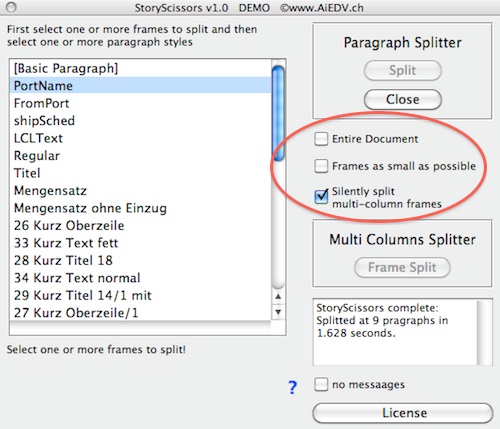 StoryScissors v1.0   DEMO   ©www.AiEDV.ch
First select one or more frames to split and then
select one or more paragraph styles
[Basic Paragraph]
PortName
FromPort
shipSched
LCLText
Regular
Titel
Mengensatz
Mengensatz ohne Einzug
26 Kurz Oberzeile
33 Kurz Text fett
28 Kurz Titel 18
34 Kurz Text normal
29 Kurz Titel 14/1 mit
27 Kurz Oberzeile/1
Select one or more frames to split!
Paragraph Splitter
Split
Close
Entire Document
Frames as small as possible
Silently split
multi-column frames
Multi Columns Splitter
Frame Split
StoryScissors complete:
Splitted at 9 pragraphs in
1.628 seconds.
?
no messaages
License